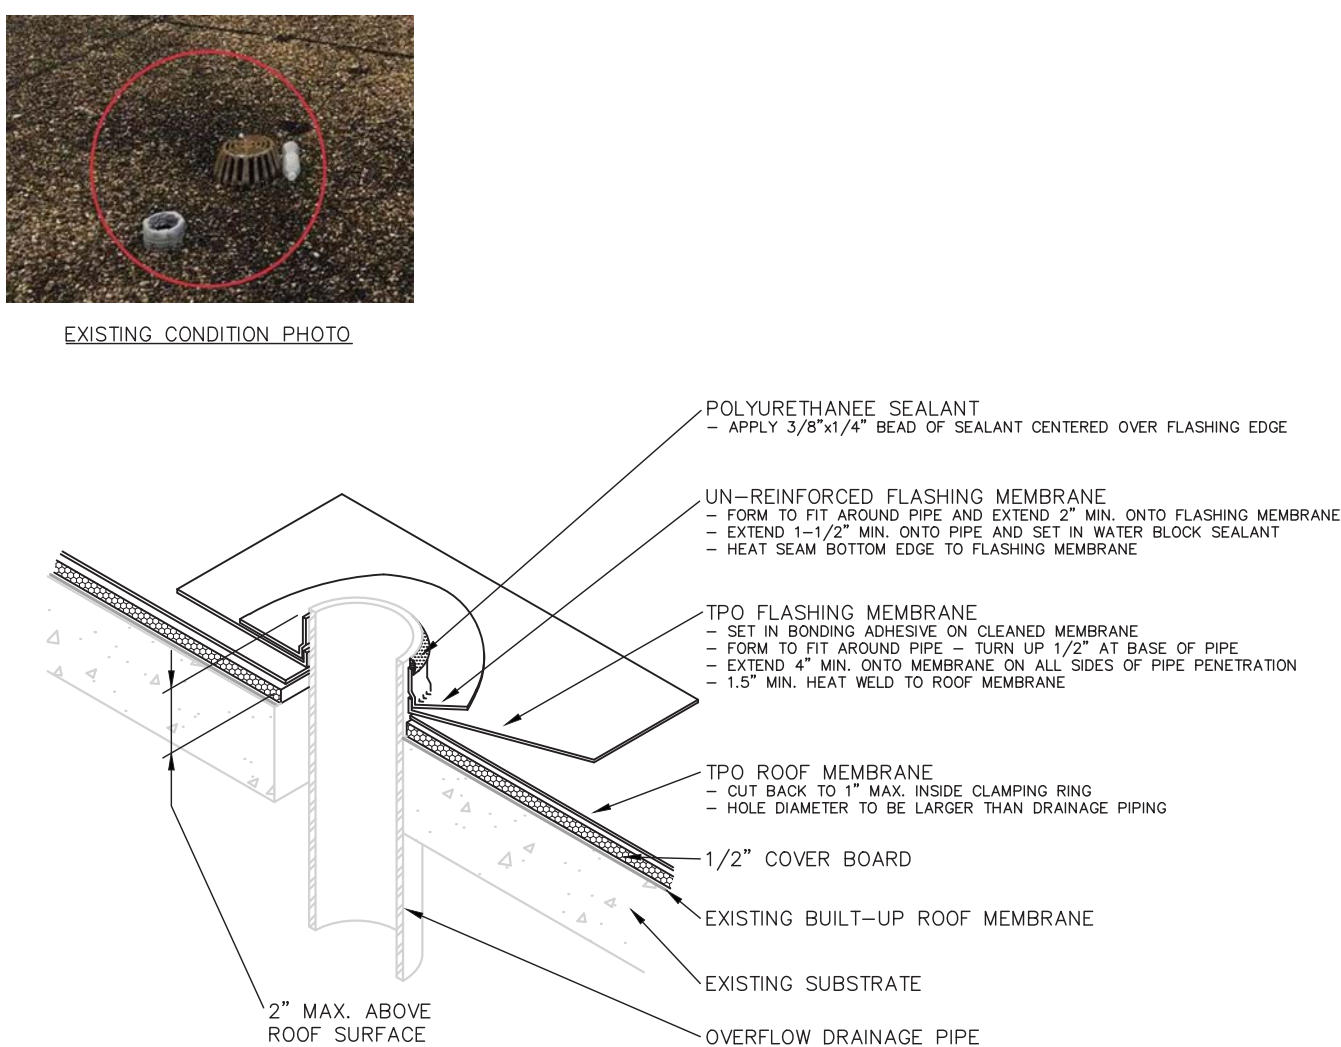 EXISTING CONDITION PHOTO
POLYURETHANEE SEALANT
- APPLY 3/8"x1/4" BEAD OF SEALANT CENTERED OVER FLASHING EDGE
UN-REINFORCED FLASHING MEMBRANE
- FORM TO FIT AROUND PIPE AND EXTEND 2" MIN. ONTO FLASHING MEMBRANE
- EXTEND 1-1/2" MIN. ONTO PIPE AND SET IN WATER BLOCK SEALANT
- HEAT SEAM BOTTOM EDGE TO FLASHING MEMBRANE
TPO FLASHING MEMBRANE
- SET IN BONDING ADHESIVE ON CLEANED MEMBRANE
- FORM TO FIT AROUND PIPE - TURN UP 1/2" AT BASE OF PIPE
- EXTEND 4" MIN. ONTO MEMBRANE ON ALL SIDES OF PIPE PENETRATION
- 1.5" MIN. HEAT WELD TO ROOF MEMBRANE
TPO ROOF MEMBRANE
- CUT BACK TO 1" MAX. INSIDE CLAMPING RING
- HOLE DIAMETER TO BE LARGER THAN DRAINAGE PIPING
1/2" COVER BOARD
EXISTING BUILT-UP ROOF MEMBRANE
EXISTING SUBSTRATE
OVERFLOW DRAINAGE PIPE
2" MAX. ABOVE
ROOF SURFACE